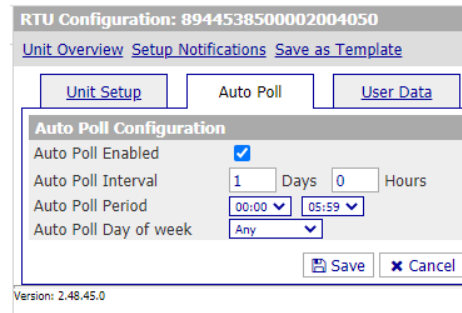 RTU Configuration: 8944538500002004050
Unit Overview Setup Notifications Save as Template
Unit Setup Auto Poll User Data
Auto Poll Configuration
Auto Poll Enabled
Auto Poll Interval 1 Days 0 Hours
Auto Poll Period 00:00 05:59
Auto Poll Day of week Any
Save Cancel
Version: 2.48.45.0